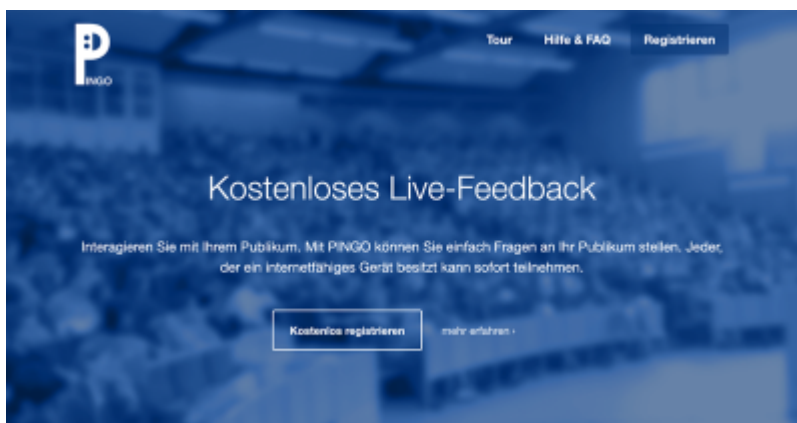 PINGO
Tour
Hilfe & FAQ
Registrieren
Kostenloses Live-Feedback
Interagieren Sie mit Ihrem Publikum. Mit PINGO können Sie einfach Fragen an Ihr Publikum stellen. Jeder,
der ein internetfähiges Gerät besitzt kann sofort teilnehmen.
Kostenlos registrieren
mehr erfahren ›